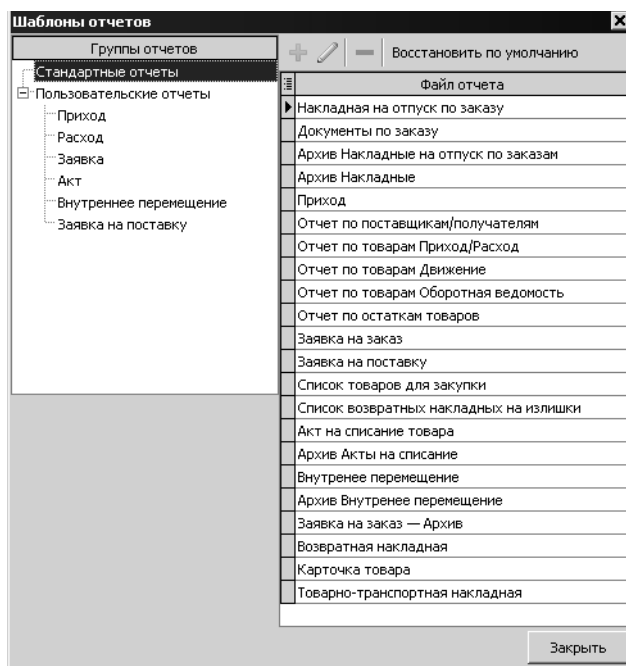 Шаблоны отчетов
Группы отчетов
Стандартные отчеты
Пользовательские отчеты
Приход
Расход
Заявка
Акт
Внутреннее перемещение
Заявка на поставку
Восстановить по умолчанию
Файл отчета
Накладная на отпуск по заказу
Документы по заказу
Архив Накладные на отпуск по заказам
Архив Накладные
Приход
Отчет по поставщикам/получателям
Отчет по товарам Приход/Расход
Отчет по товарам Движение
Отчет по товарам Оборотная ведомость
Отчет по остаткам товаров
Заявка на заказ
Заявка на поставку
Список товаров для закупки
Список возвратных накладных на излишки
Акт на списание товара
Архив Акты на списание
Внутренее перемещение
Архив Внутренее перемещение
Заявка на заказ — Архив
Возвратная накладная
Карточка товара
Товарно-транспортная накладная
Закрыть